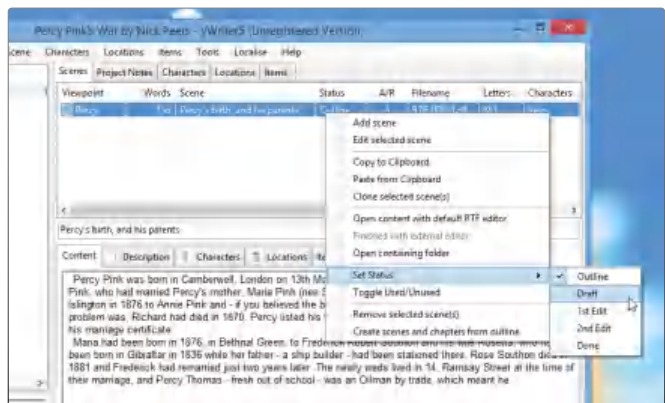 Percy Pink's War by Nick Peers - yWriter5 (Unregistered Version)
Scene Characters Locations Items Tools Localise Help
Scenes Project Notes Characters Locations Items
Viewpoint Words Scene Status A/R Filename Letters Characters
Percy Percy's birth, and his parents Outline
Add scene
Edit selected scene
Copy to Clipboard
Paste from Clipboard
Clone selected scene(s)
Open content with default RTF editor
Finished with external editor
Open containing folder
Set Status
Toggle Used/Unused
Remove selected scene(s)
Create scenes and chapters from outline
Outline
Draft
1st Edit
2nd Edit
Done
Percy's birth, and his parents
Content Description Characters Locations
Percy Pink was born in Camberwell, London on 13th
Pink, who had married Percy's mother, Maria Pink (nee
Islington in 1876 to Annie Pink and - if you believed the
problem was, Richard had died in 1870. Percy listed his
his marriage certificate.
Maria had been born in 1876, in Bethnal Green, to Frederick Robert Southon and his wife
been born in Gibraltar in 1836 while her father - a ship builder - had been stationed there. Rose Southon died
1881 and Frederick had remarried just two years later. The newly weds lived in 14, Ramsay Street at the time of
their marriage, and Percy Thomas - fresh out of school - was an Oilman by trade, which meant he